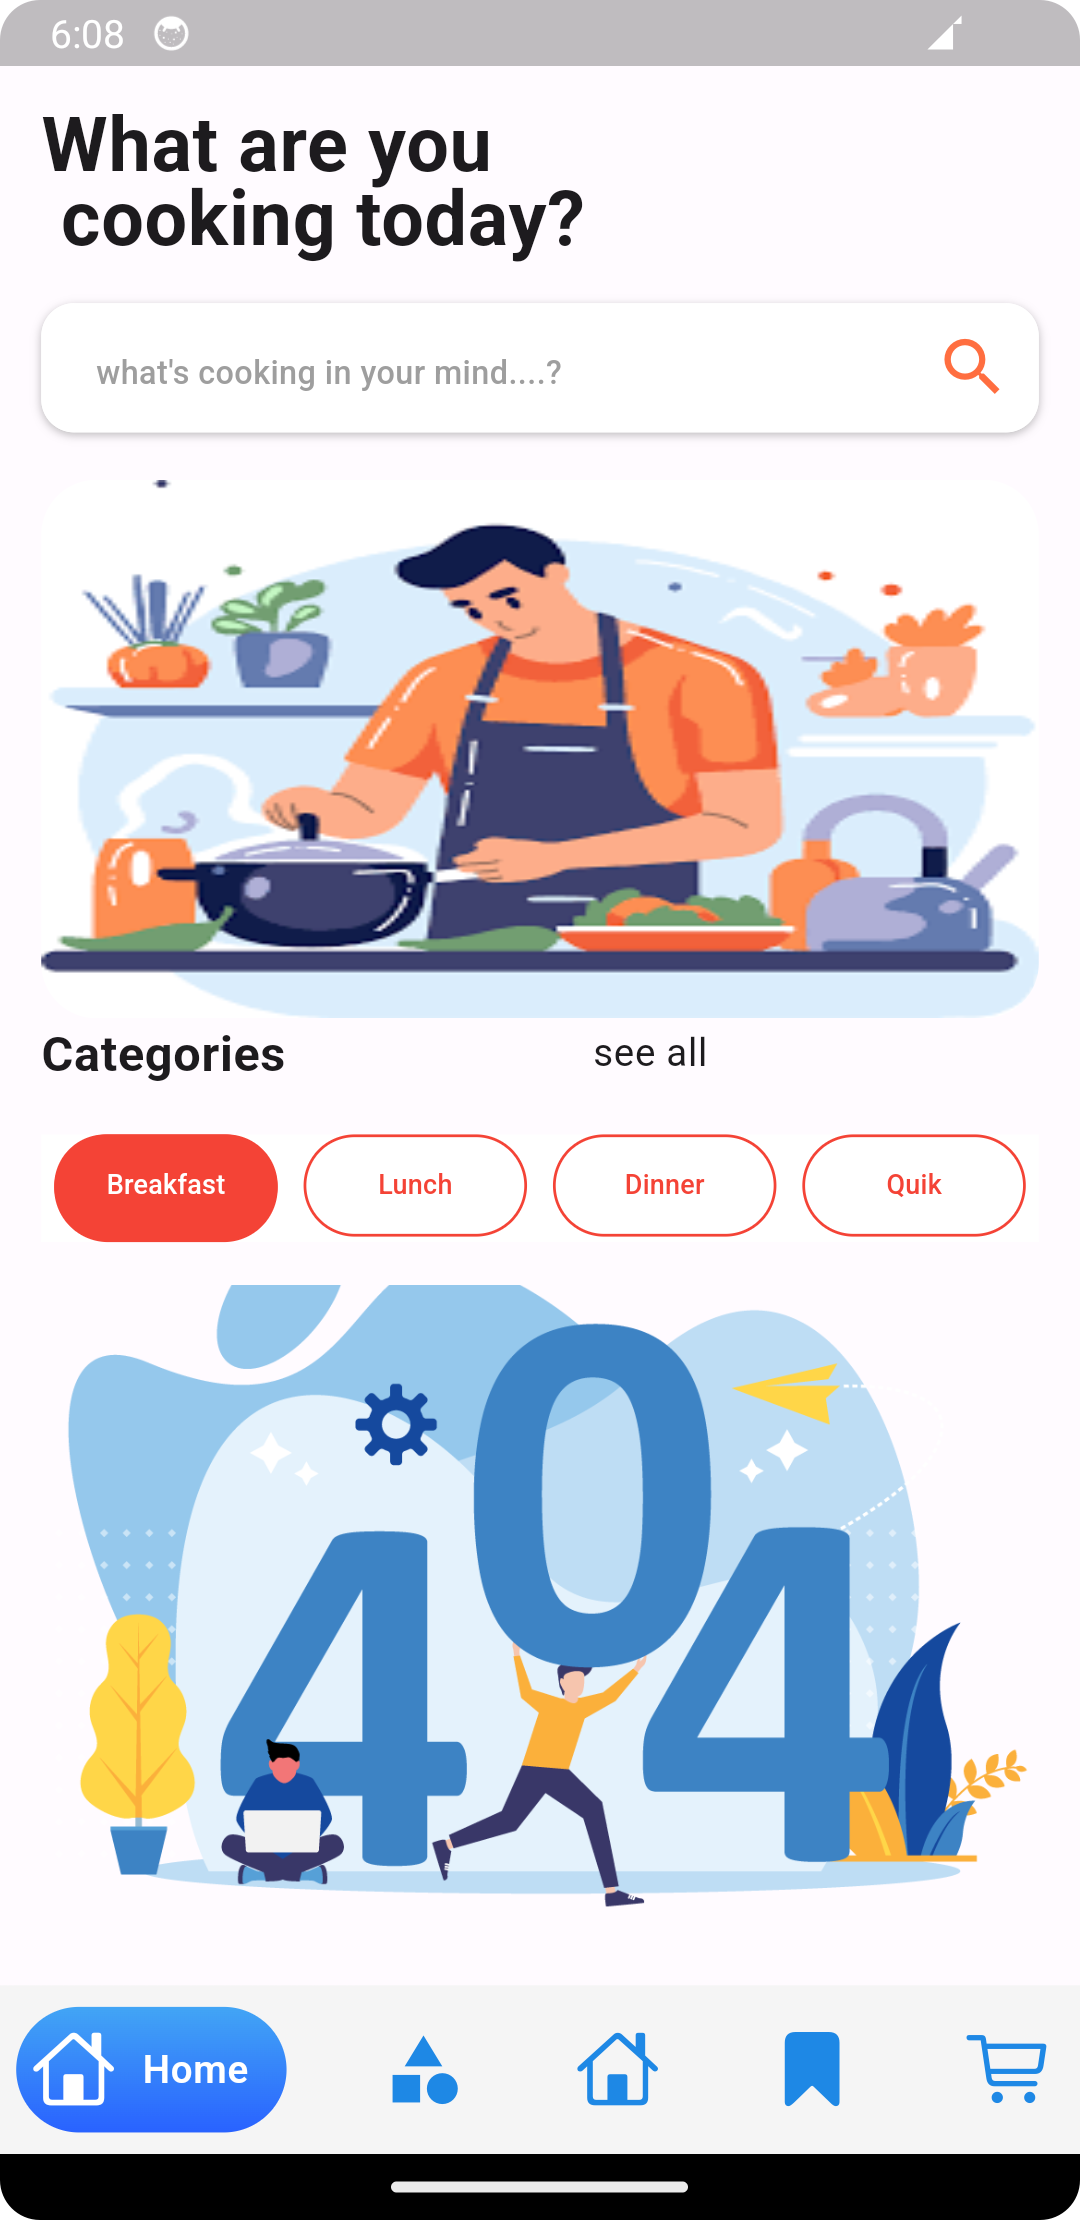 6:08
What are you
cooking today?
what's cooking in your mind....?
Categories
see all
Breakfast
Lunch
Dinner
Quik
404
Home